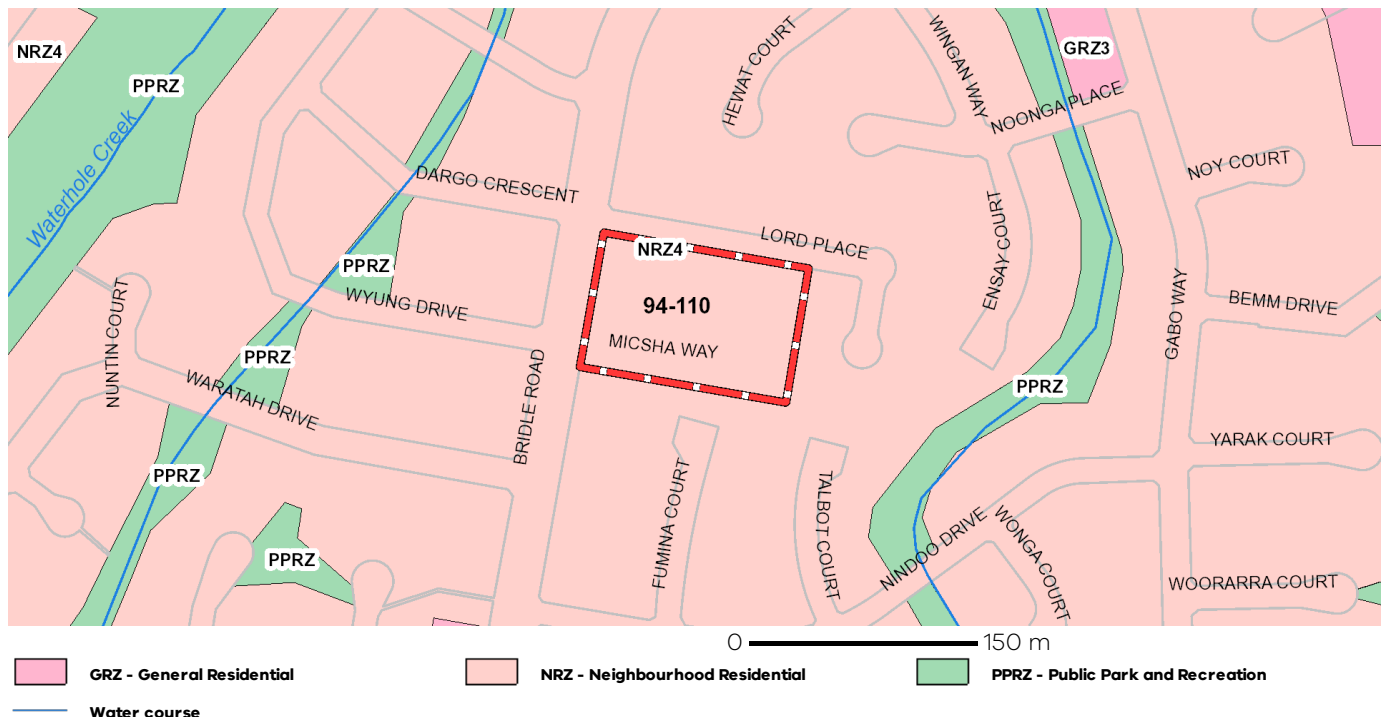 NRZ4
PPRZ
Waterhole Creek
HEWAT COURT
WINGAN WAY
GRZ3
NOONGA PLACE
NOY COURT
DARGO CRESCENT
LORD PLACE
NRZ4
ENSAY COURT
PPRZ
94-110
WYUNG DRIVE
MICSHA WAY
NUNTIN COURT
GABO WAY
BEMM DRIVE
PPRZ
WARATAH DRIVE
BRIDLE ROAD
PPRZ
YARAK COURT
PPRZ
FUMINA COURT
TALBOT COURT
NINDOO DRIVE
WONGA COURT
PPRZ
WOORARRA COURT
0 150 m
GRZ - General Residential
NRZ - Neighbourhood Residential
PPRZ - Public Park and Recreation
Water course